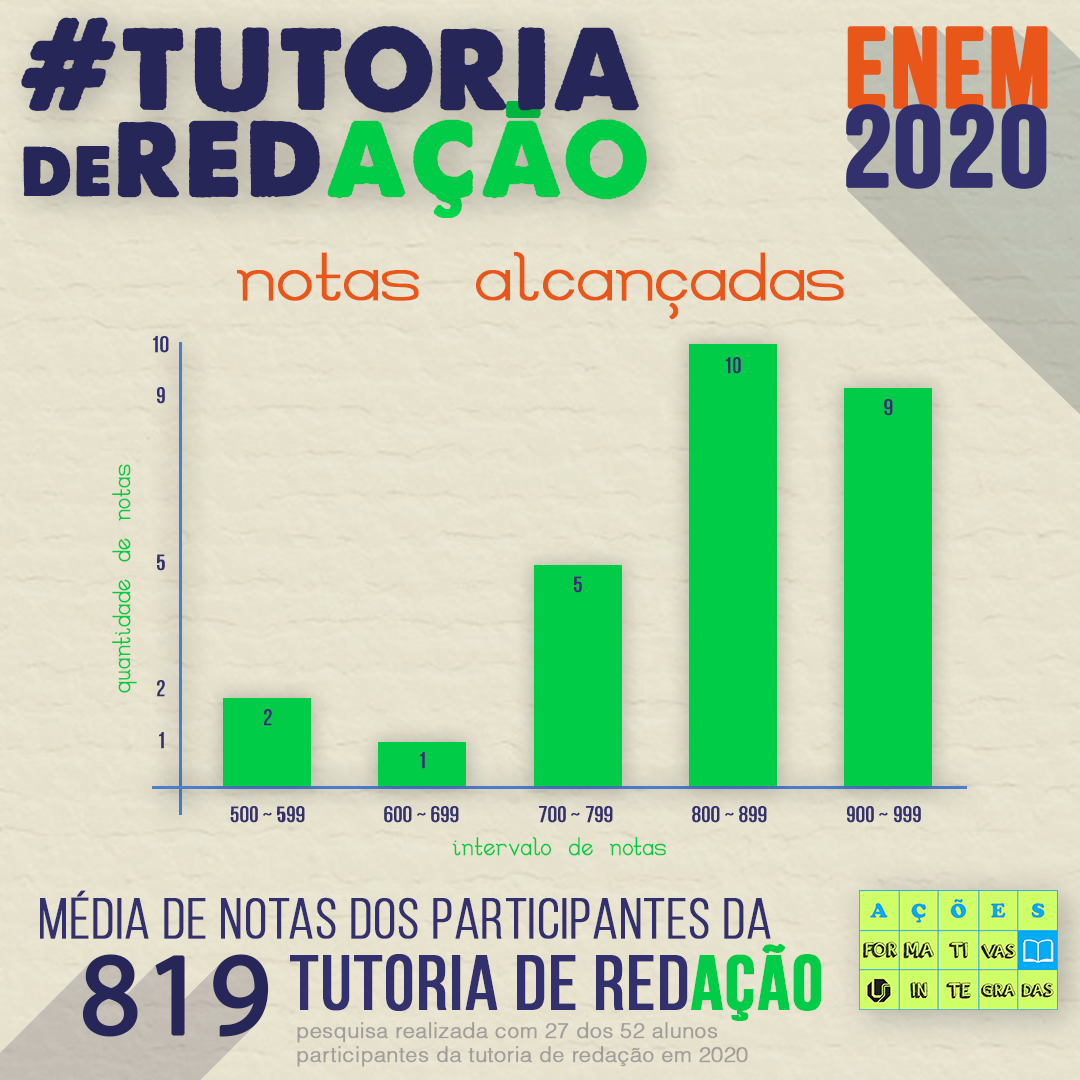 #TUTORIA
DEREDAÇÃO
ENEM
2020
notas alcançadas
10
9
5
2
1
quantidade de notas
2
1
5
10
9
500 ~ 599
600 ~ 699
700 ~ 799
800 ~ 899
900 ~ 999
intervalo de notas
MÉDIA DE NOTAS DOS PARTICIPANTES DA
819 TUTORIA DE REDAÇÃO
pesquisa realizada com 27 dos 52 alunos
participantes da tutoria de redação em 2020
AÇÕES
FOR MA TI VAS
IN TE GRA DAS